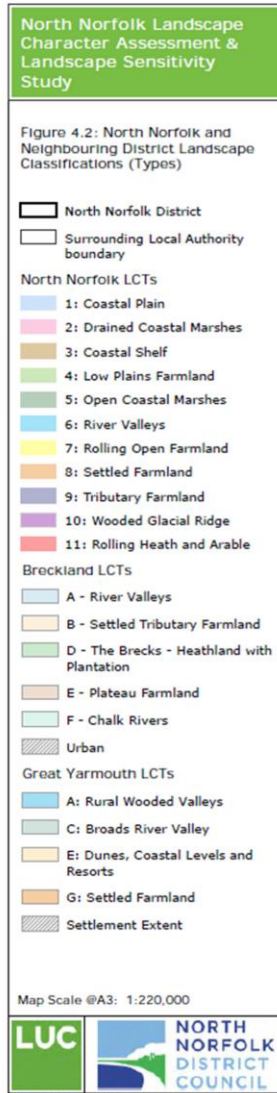 North Norfolk Landscape
Character Assessment &
Landscape Sensitivity
Study
Figure 4.2: North Norfolk and
Neighbouring District Landscape
Classifications (Types)
North Norfolk District
Surrounding Local Authority
boundary
North Norfolk LCTs
1: Coastal Plain
2: Drained Coastal Marshes
3: Coastal Shelf
4: Low Plains Farmland
5: Open Coastal Marshes
6: River Valleys
7: Rolling Open Farmland
8: Settled Farmland
9: Tributary Farmland
10: Wooded Glacial Ridge
11: Rolling Heath and Arable
Breckland LCTs
A - River Valleys
B - Settled Tributary Farmland
D - The Brecks - Heathland with
Plantation
E - Plateau Farmland
F - Chalk Rivers
Urban
Great Yarmouth LCTs
A: Rural Wooded Valleys
C: Broads River Valley
E: Dunes, Coastal Levels and
Resorts
G: Settled Farmland
Settlement Extent
Map Scale @A3: 1:220,000
LUC
NORTH
NORFOLK
DISTRICT
COUNCIL